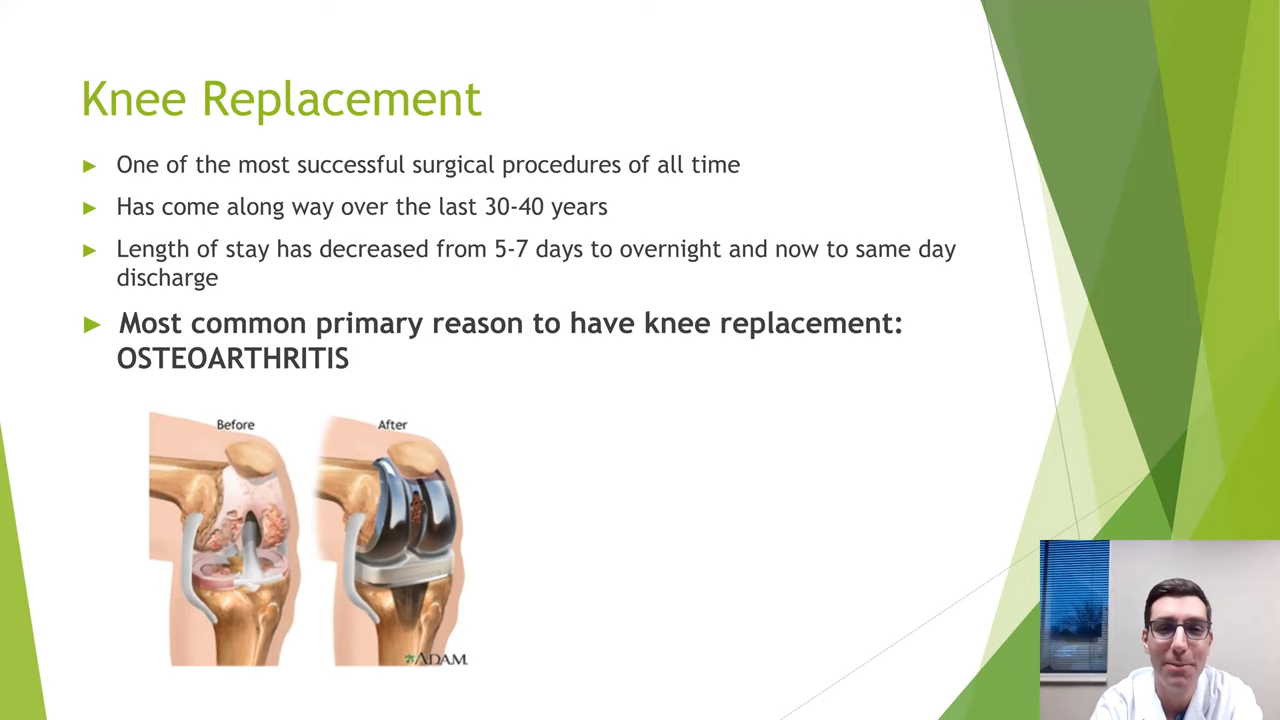 Knee Replacement
One of the most successful surgical procedures of all time
Has come along way over the last 30-40 years
Length of stay has decreased from 5-7 days to overnight and now to same day
discharge
Most common primary reason to have knee replacement:
OSTEOARTHRITIS
Before
After
ADAM.